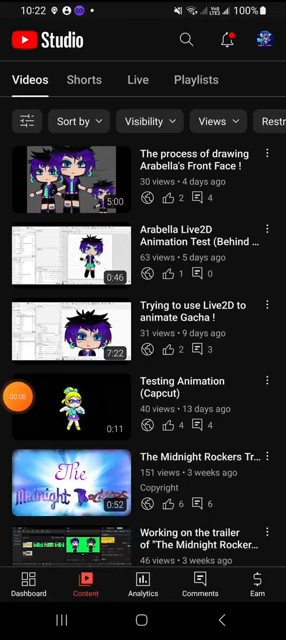 10:22
100%
Studio
Videos
Shorts
Live
Playlists
Sort by
Visibility
Views
Restr
The process of drawing
Arabella's Front Face !
30 views • 4 days ago
2
4
5:00
Arabella Live2D
Animation Test (Behind ...
63 views • 5 days ago
1
0
0:46
Trying to use Live2D to
animate Gacha !
31 views • 9 days ago
2
3
7:22
00:00
Testing Animation
(Capcut)
40 views • 13 days ago
4
4
0:11
The Midnight Rockers Tr...
151 views • 3 weeks ago
Copyright
6
6
The
Midnight Rockers
0:52
Working on the trailer
of "The Midnight Rocker...
46 views • 3 weeks ago
Dashboard
Content
Analytics
Comments
Earn